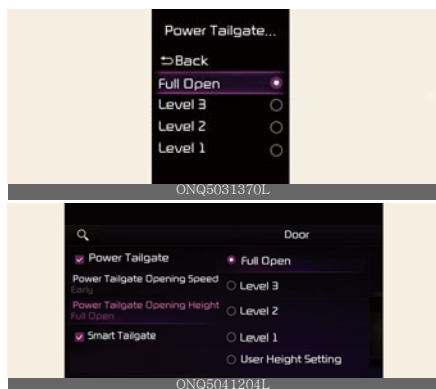 Power Tailgate...
⮌Back
Full Open
Level 3
Level 2
Level 1
ONQ5031370L
Door
Power Tailgate
Power Tailgate Opening Speed
Early
Power Tailgate Opening Height
Full Open
Smart Tailgate
Full Open
Level 3
Level 2
Level 1
User Height Setting
ONQ5041204L